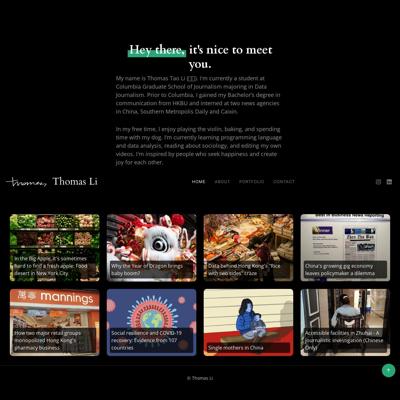 Hey there, it's nice to meet
you.
My name is Thomas Tao Li (). I'm currently a student at
Columbia Graduate School of Journalism majoring in Data
Journalism. Prior to Columbia, I gained my Bachelor's degree in
communication from HKBU and interned at two news agencies
in China, Southern Metropolis Daily and Caixin.
In my free time, I enjoy playing the violin, baking, and spending
time with my dog. I'm currently learning programming language
and data analysis, reading about sociology, and editing my own
videos. I'm inspired by people who seek happiness and create
joy for each other.
Thomas Thomas Li
HOME ABOUT PORTFOLIO CONTACT
In the Big Apple, it's sometimes
hard to find a fresh apple: Food
desert in New York City
Why the Year of Dragon brings
baby boom?
Data behind Hong Kong's "Rice
with two sides" craze
Best in Business News Reporting
Winner
China's growing gig economy
leaves policymaker a dilemma
萬寧 mannings
How two major retail groups
monopolized Hong Kong's
pharmacy business
Social resilience and COVID-19
recovery: Evidence from 107
countries
Single mothers in China
Accessible facilities in Zhuhai - A
journalistic investigation (Chinese
Only)
© Thomas Li